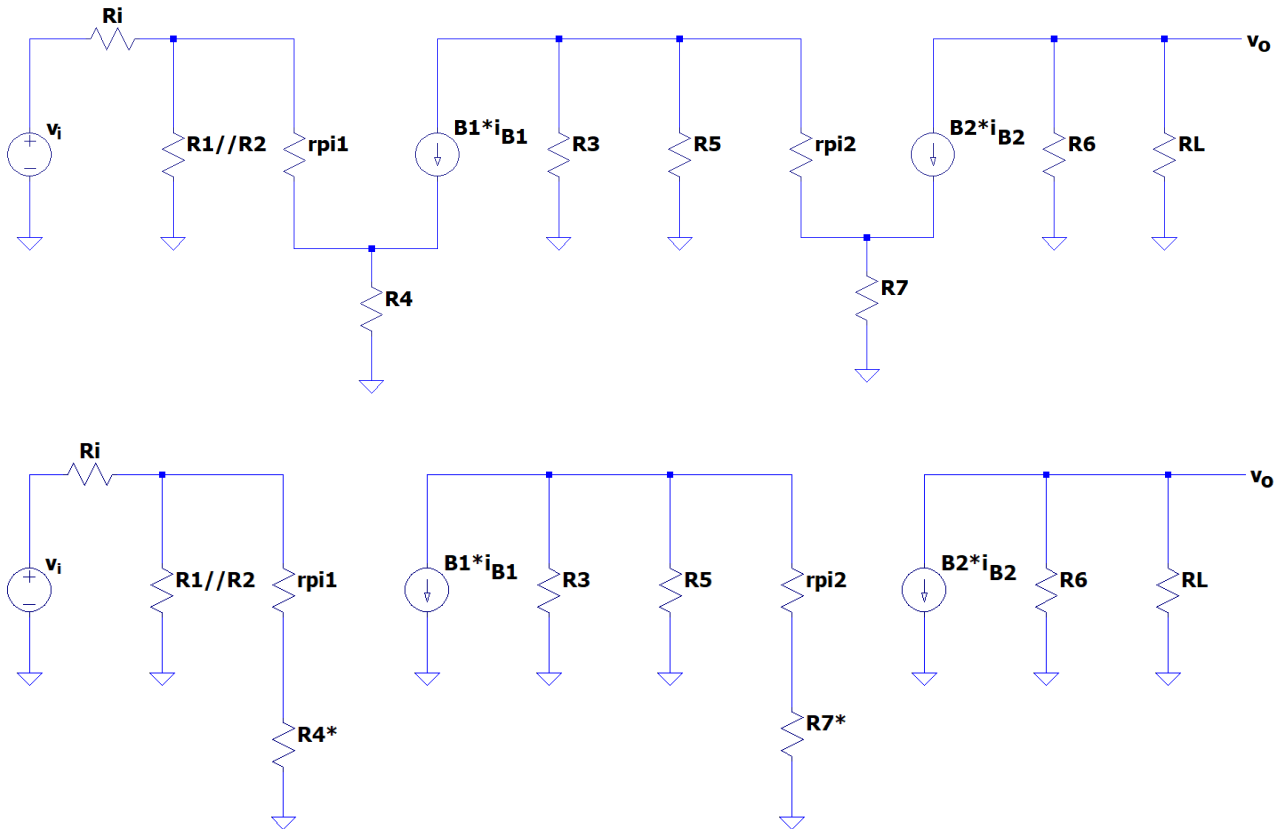 Ri
vi
+
−
R1//R2
rpi1
R4
B1*iB1
R3
R5
rpi2
R7
B2*iB2
R6
RL
vo
Ri
vi
+
−
R1//R2
rpi1
R4*
B1*iB1
R3
R5
rpi2
R7*
B2*iB2
R6
RL
vo